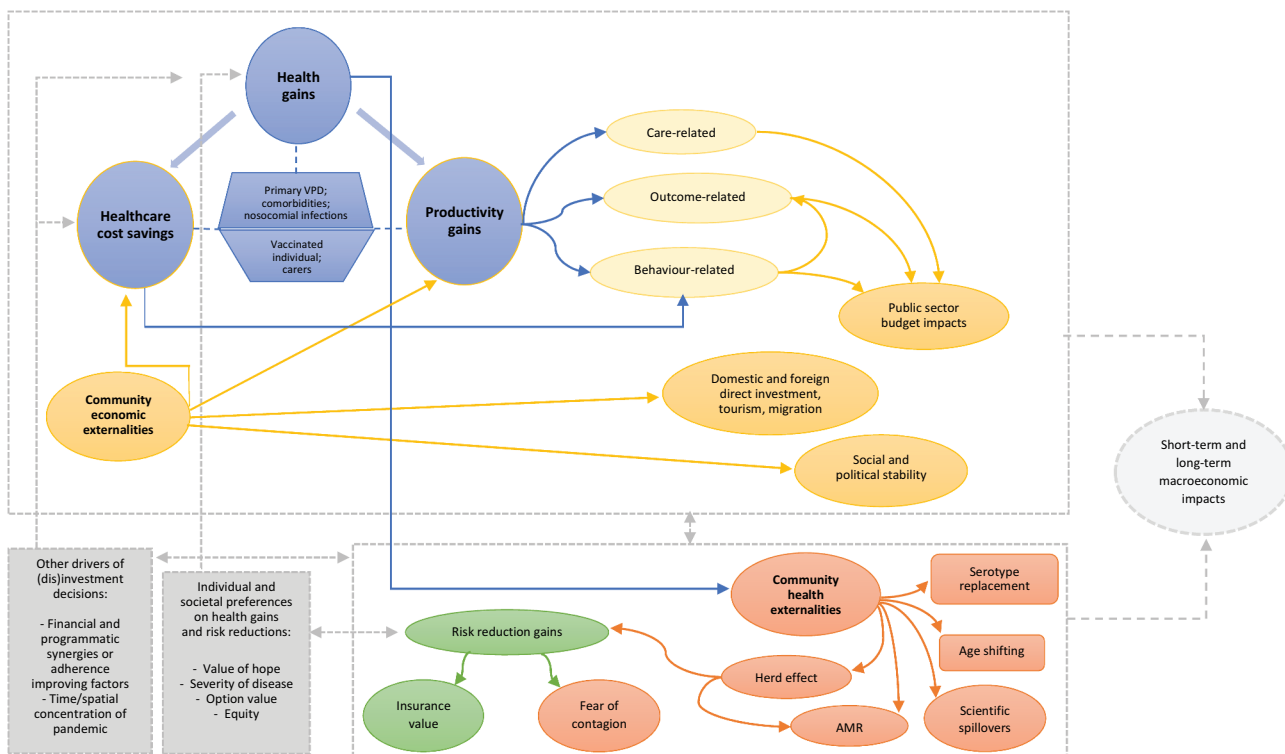 Health
gains
Care-related
Primary VPD;
comorbidities;
nosocomial infections
Healthcare
cost savings
Productivity
gains
Outcome-related
Vaccinated
individual;
carers
Behaviour-related
Public sector
budget impacts
Community
economic
externalities
Domestic and foreign
direct investment,
tourism, migration
Social and
political stability
Short-term and
long-term
macroeconomic
impacts
Other drivers of
(dis)investment
decisions:
- Financial and
programmatic
synergies or
adherence
improving factors
- Time/spatial
concentration of
pandemic
Individual and
societal preferences
on health gains
and risk reductions:
- Value of hope
- Severity of disease
- Option value
- Equity
Community
health
externalities
Serotype
replacement
Risk reduction gains
Age shifting
Herd effect
Insurance
value
Fear of
contagion
AMR
Scientific
spillovers